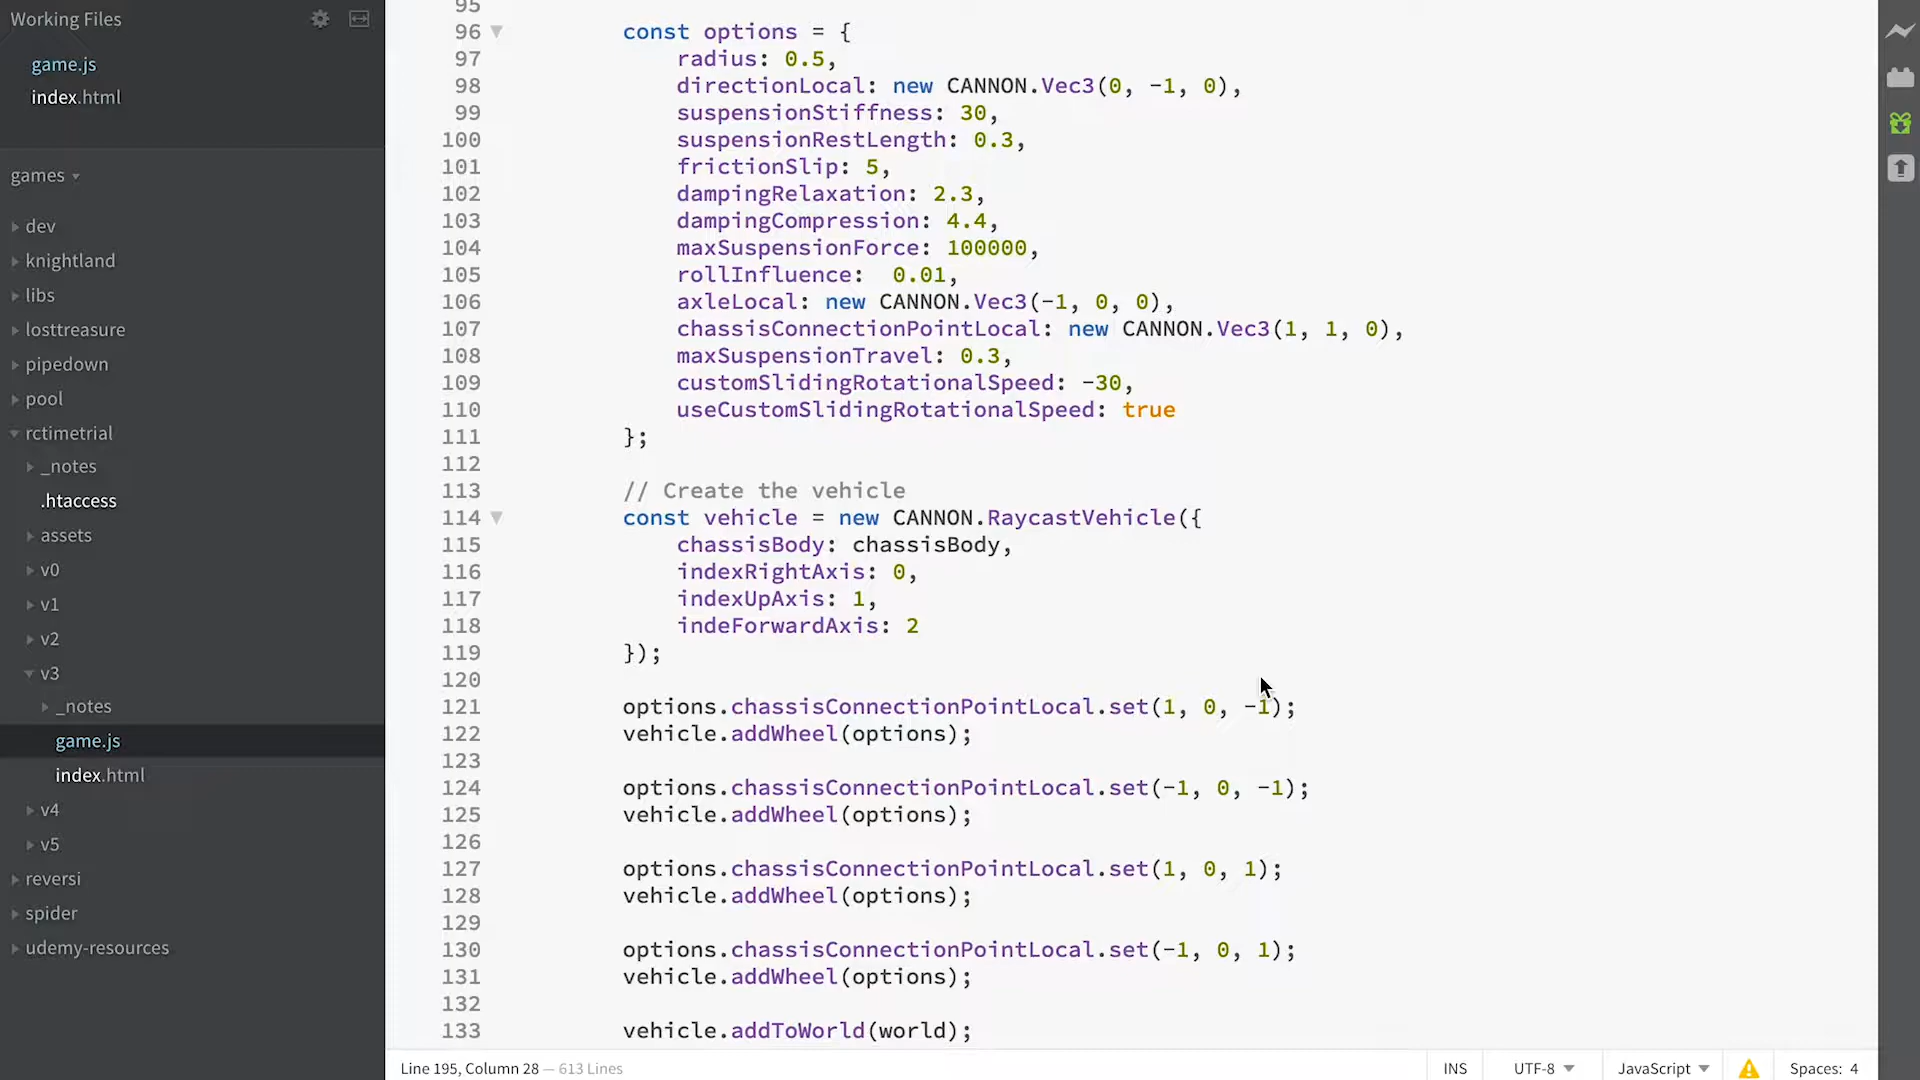 Working Files
game.js
index.html
games
dev
knightland
libs
losttreasure
pipedown
pool
rctimetrial
_notes
.htaccess
assets
v0
v1
v2
v3
_notes
game.js
index.html
v4
v5
reversi
spider
udemy-resources
95
96 const options = {
97 radius: 0.5,
98 directionLocal: new CANNON.Vec3(0, -1, 0),
99 suspensionStiffness: 30,
100 suspensionRestLength: 0.3,
101 frictionSlip: 5,
102 dampingRelaxation: 2.3,
103 dampingCompression: 4.4,
104 maxSuspensionForce: 100000,
105 rollInfluence:  0.01,
106 axleLocal: new CANNON.Vec3(-1, 0, 0),
107 chassisConnectionPointLocal: new CANNON.Vec3(1, 1, 0),
108 maxSuspensionTravel: 0.3,
109 customSlidingRotationalSpeed: -30,
110 useCustomSlidingRotationalSpeed: true
111 };
112
113 // Create the vehicle
114 const vehicle = new CANNON.RaycastVehicle({
115 chassisBody: chassisBody,
116 indexRightAxis: 0,
117 indexUpAxis: 1,
118 indeForwardAxis: 2
119 });
120
121 options.chassisConnectionPointLocal.set(1, 0, -1);
122 vehicle.addWheel(options);
123
124 options.chassisConnectionPointLocal.set(-1, 0, -1);
125 vehicle.addWheel(options);
126
127 options.chassisConnectionPointLocal.set(1, 0, 1);
128 vehicle.addWheel(options);
129
130 options.chassisConnectionPointLocal.set(-1, 0, 1);
131 vehicle.addWheel(options);
132
133 vehicle.addToWorld(world);
Line 195, Column 28 — 613 Lines
INS UTF-8 JavaScript Spaces: 4